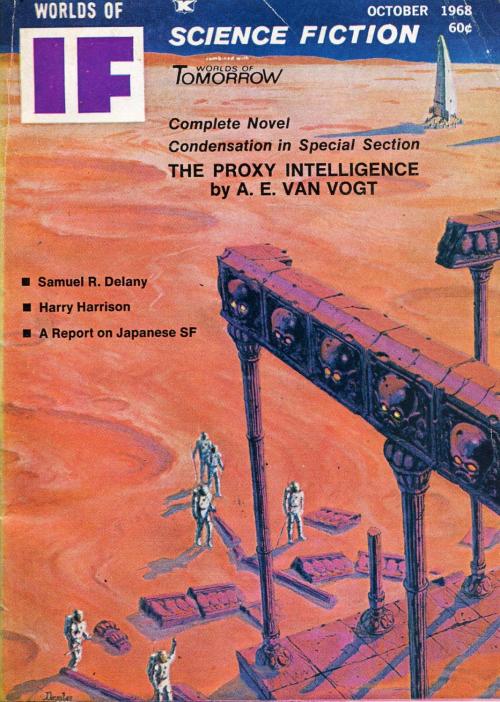 WORLDS OF
IF
OCTOBER 1968
60¢
SCIENCE FICTION
combined with
WORLDS OF
TOMORROW
Complete Novel
Condensation in Special Section
THE PROXY INTELLIGENCE
by A. E. VAN VOGT
■ Samuel R. Delany
■ Harry Harrison
■ A Report on Japanese SF